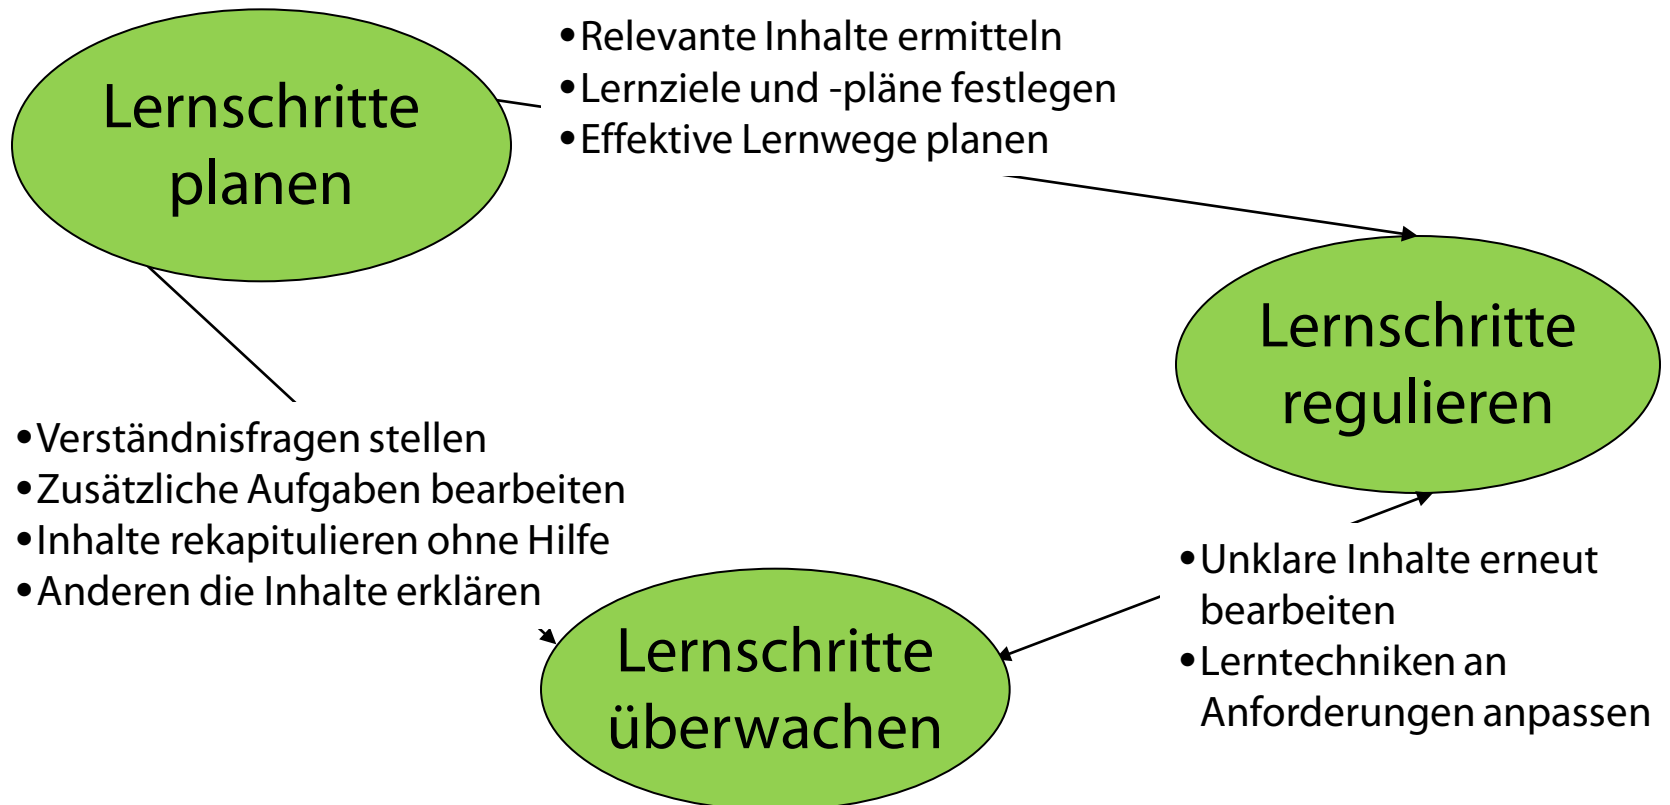 Lernschritte
planen
•Relevante Inhalte ermitteln
•Lernziele und -pläne festlegen
•Effektive Lernwege planen
Lernschritte
regulieren
•Verständnisfragen stellen
•Zusätzliche Aufgaben bearbeiten
•Inhalte rekapitulieren ohne Hilfe
•Anderen die Inhalte erklären
Lernschritte
überwachen
•Unklare Inhalte erneut
bearbeiten
•Lerntechniken an
Anforderungen anpassen